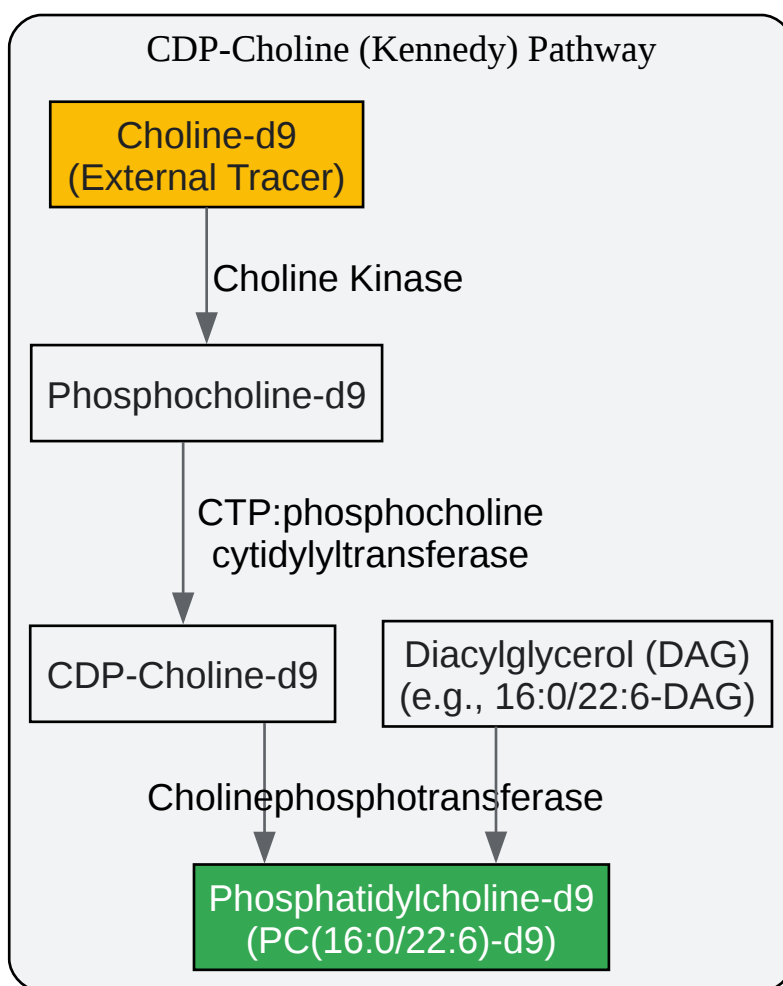 CDP-Choline (Kennedy) Pathway
Choline-d9
(External Tracer)
Choline Kinase
Phosphocholine-d9
CTP:phosphocholine
cytidylyltransferase
CDP-Choline-d9
Diacylglycerol (DAG)
(e.g., 16:0/22:6-DAG)
Cholinephosphotransferase
Phosphatidylcholine-d9
(PC(16:0/22:6)-d9)